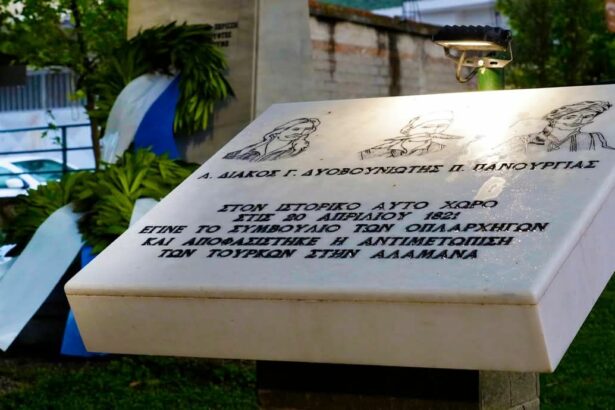 Α. ΔΙΑΚΟΣ Γ. ΔΥΟΒΟΥΝΙΩΤΗΣ Π. ΠΑΝΟΥΡΓΙΑΣ
ΣΤΟΝ ΙΣΤΟΡΙΚΟ ΑΥΤΟ ΧΩΡΟ
ΣΤΙΣ 20 ΑΠΡΙΛΙΟΥ 1821
ΕΓΙΝΕ ΤΟ ΣΥΜΒΟΥΛΙΟ ΤΩΝ ΟΠΛΑΡΧΗΓΩΝ
ΚΑΙ ΑΠΟΦΑΣΙΣΤΗΚΕ Η ΑΝΤΙΜΕΤΩΠΙΣΗ
ΤΩΝ ΤΟΥΡΚΩΝ ΣΤΗΝ ΑΛΑΜΑΝΑ